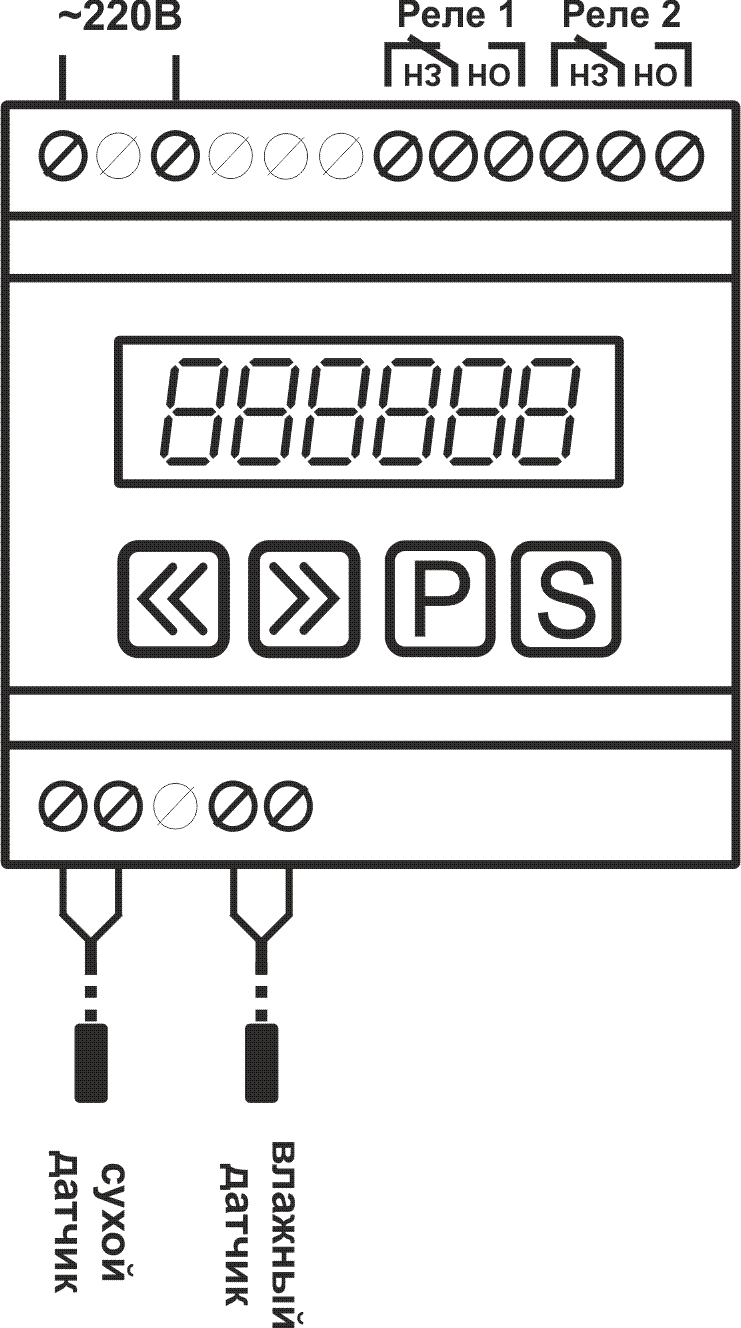 ~220В
Реле 1
Реле 2
НЗ НО
НЗ НО
P
S
сухой
датчик
влажный
датчик